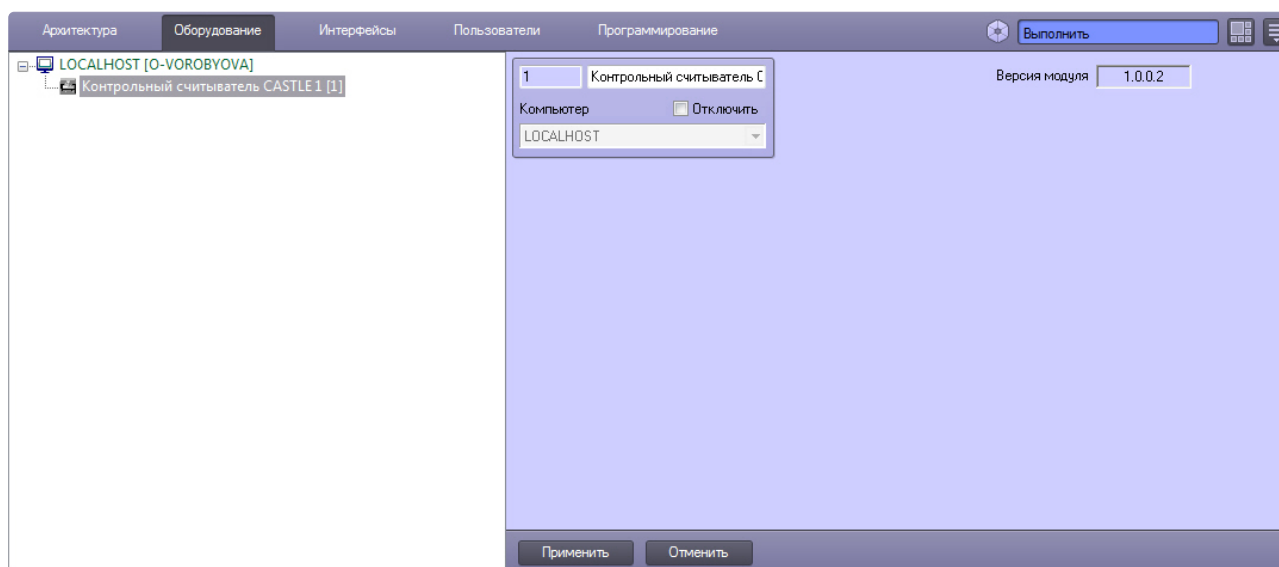 Архитектура Оборудование Интерфейсы Пользователи Программирование Выполнить
LOCALHOST [O-VOROBYOVA]
Контрольный считыватель CASTLE 1 [1]
1 Контрольный считыватель С
Версия модуля 1.0.0.2
Компьютер Отключить
LOCALHOST
Применить Отменить